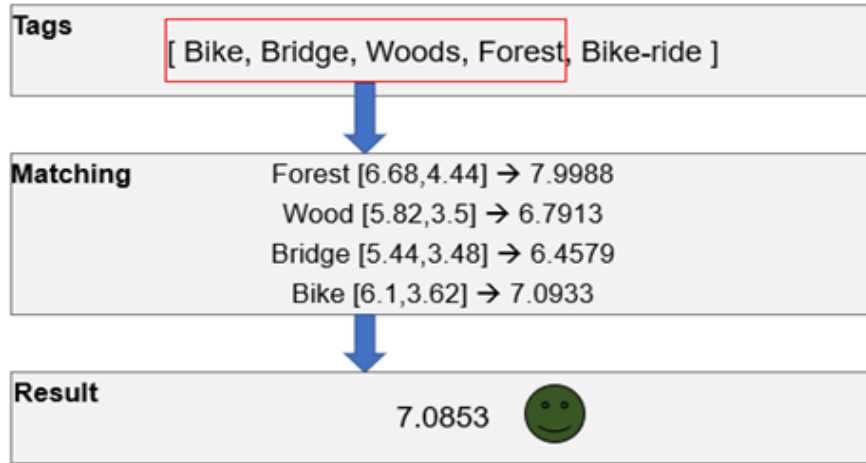 Tags
[ Bike, Bridge, Woods, Forest, Bike-ride ]
Matching
Forest [6.68,4.44] → 7.9988
Wood [5.82,3.5] → 6.7913
Bridge [5.44,3.48] → 6.4579
Bike [6.1,3.62] → 7.0933
Result
7.0853